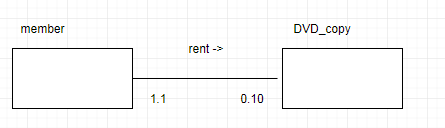 member
DVD_copy
rent ->
1.1
0.10